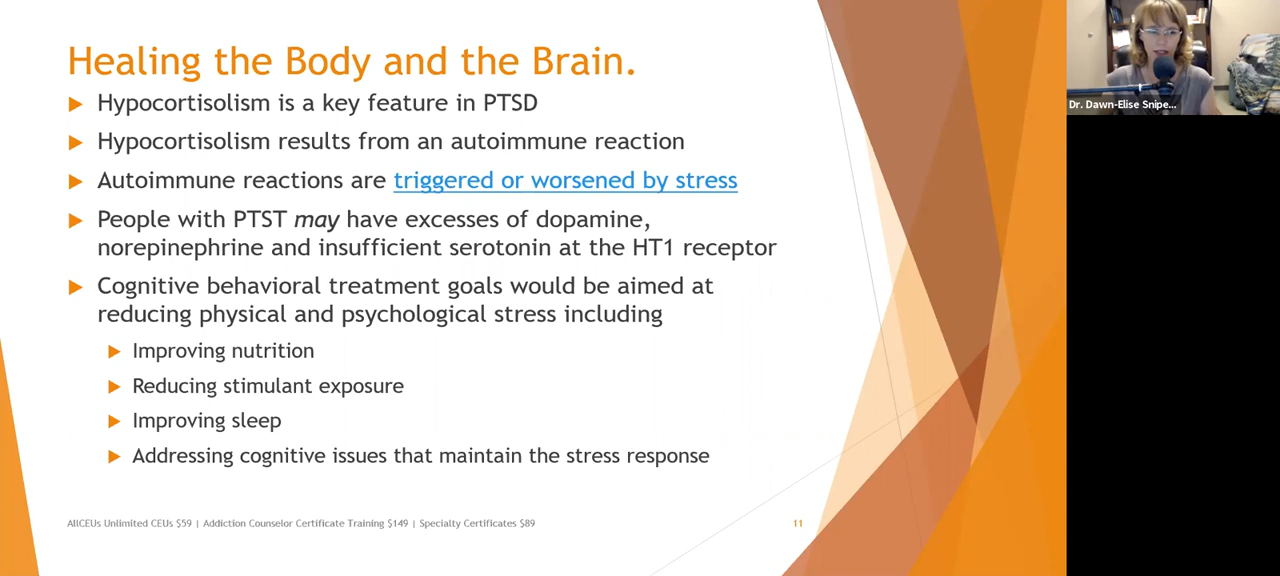 Healing the Body and the Brain.
Hypocortisolism is a key feature in PTSD
Hypocortisolism results from an autoimmune reaction
Autoimmune reactions are triggered or worsened by stress
People with PTST may have excesses of dopamine,
norepinephrine and insufficient serotonin at the HT1 receptor
Cognitive behavioral treatment goals would be aimed at
reducing physical and psychological stress including
Improving nutrition
Reducing stimulant exposure
Improving sleep
Addressing cognitive issues that maintain the stress response
AllCEUs Unlimited CEUs $59 | Addiction Counselor Certificate Training $149 | Specialty Certificates $89
11
Dr. Dawn-Elise Snipe...